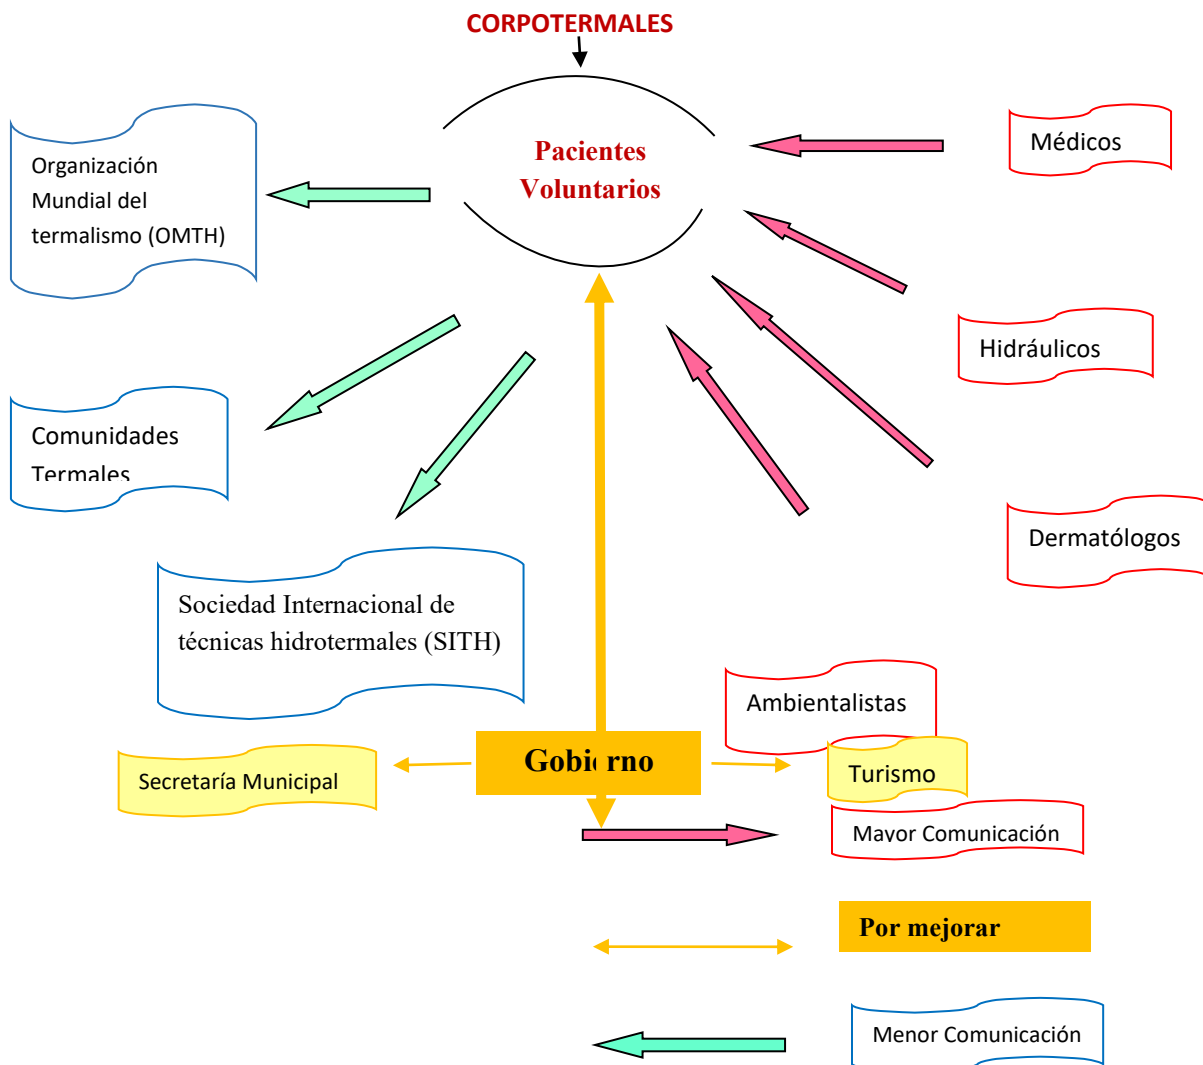 CORPOTERMALES
Pacientes
Voluntarios
Médicos
Organización
Mundial del
termalismo (OMTH)
Hidráulicos
Comunidades
Termales
Dermatólogos
Sociedad Internacional de
técnicas hidrotermales (SITH)
Ambientalistas
Gobierno
Secretaría Municipal
Turismo
Mayor Comunicación
Por mejorar
Menor Comunicación